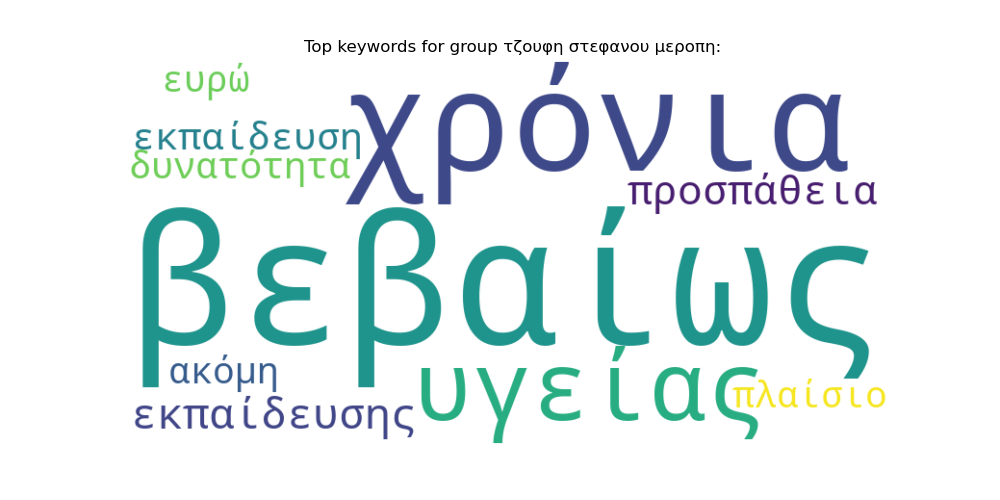 Top keywords for group τζουφη στεφανου μεροπη:
ευρώ
χρόνια
εκπαίδευση
δυνατότητα
προσπάθεια
βεβαίως
ακόμη
υγείας
πλαίσιο
εκπαίδευσης